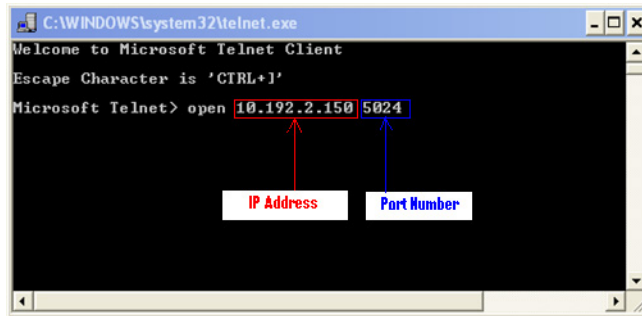 C:\WINDOWS\system32\telnet.exe
Welcome to Microsoft Telnet Client
Escape Character is 'CTRL+]'
Microsoft Telnet> open 10.192.2.150 5024
IP Address
Port Number